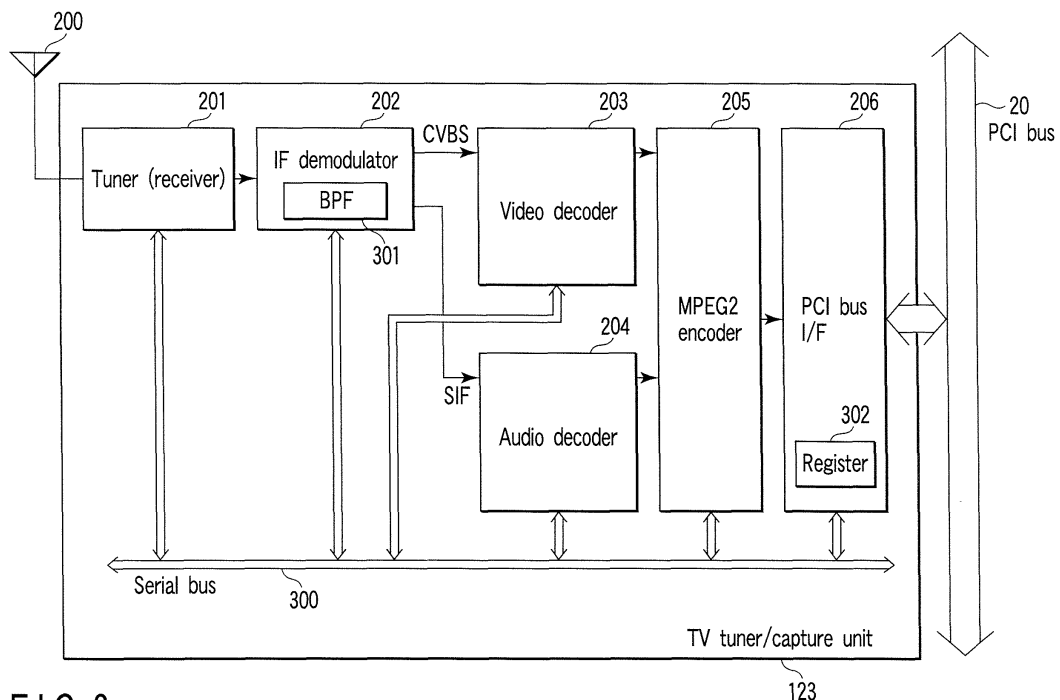 200
201
202
203
205
206
20
PCI bus
Tuner (receiver)
IF demodulator
BPF
301
CVBS
SIF
Video decoder
204
Audio decoder
MPEG2
encoder
PCI bus
I/F
302
Register
Serial bus
300
TV tuner/capture unit
123